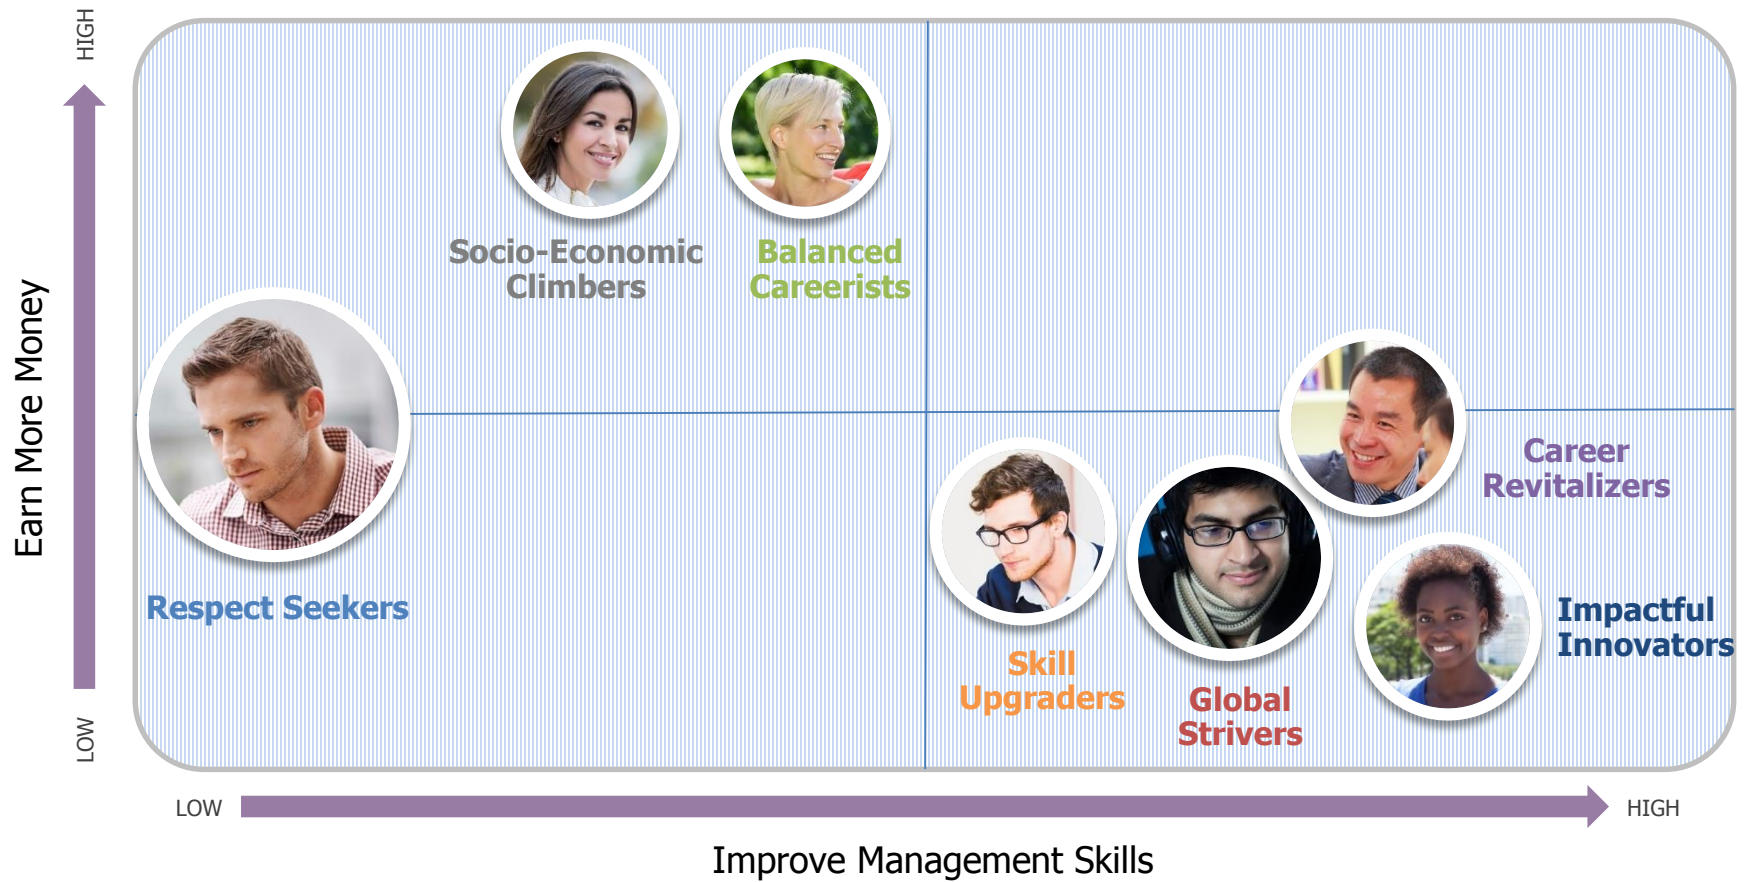 HIGH
Earn More Money
LOW
Socio-Economic
Climbers
Balanced
Careerists
Respect Seekers
Career
Revitalizers
Skill
Upgraders
Global
Strivers
Impactful
Innovators
LOW
HIGH
Improve Management Skills